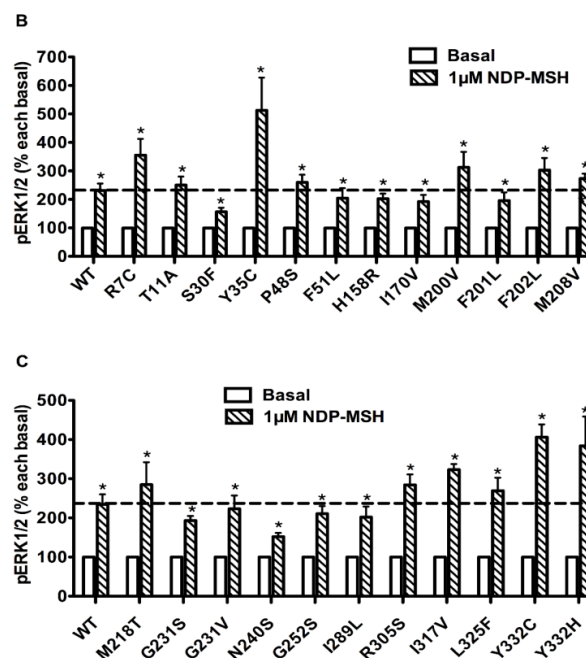 B
pERK1/2 (% each basal)
700
600
500
400
300
200
100
0
Basal
1μM NDP-MSH
* * * * * * * * * * * * *
WT R7C T11A S30F Y35C P48S F51L H158R I170V M200V F201L F202L M208V
C
pERK1/2 (% each basal)
500
400
300
200
100
0
Basal
1μM NDP-MSH
* * * * * * * * * * * *
WT M218T G231S G231V N240S G252S I289L R305S I317V L325F Y332C Y332H